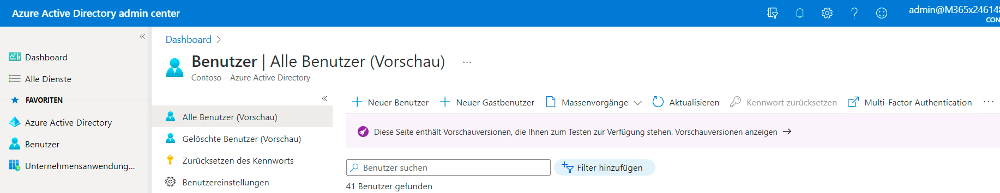 Azure Active Directory admin center
admin@M365x24614
CON
Dashboard
Alle Dienste
FAVORITEN
Azure Active Directory
Benutzer
Unternehmensanwendung...
Dashboard
Benutzer | Alle Benutzer (Vorschau) ...
Contoso – Azure Active Directory
Alle Benutzer (Vorschau)
Gelöschte Benutzer (Vorschau)
Zurücksetzen des Kennworts
Benutzereinstellungen
Neuer Benutzer Neuer Gastbenutzer Massenvorgänge Aktualisieren Kennwort zurücksetzen Multi-Factor Authentication ...
Diese Seite enthält Vorschauversionen, die Ihnen zum Testen zur Verfügung stehen. Vorschauversionen anzeigen →
Benutzer suchen Filter hinzufügen
41 Benutzer gefunden